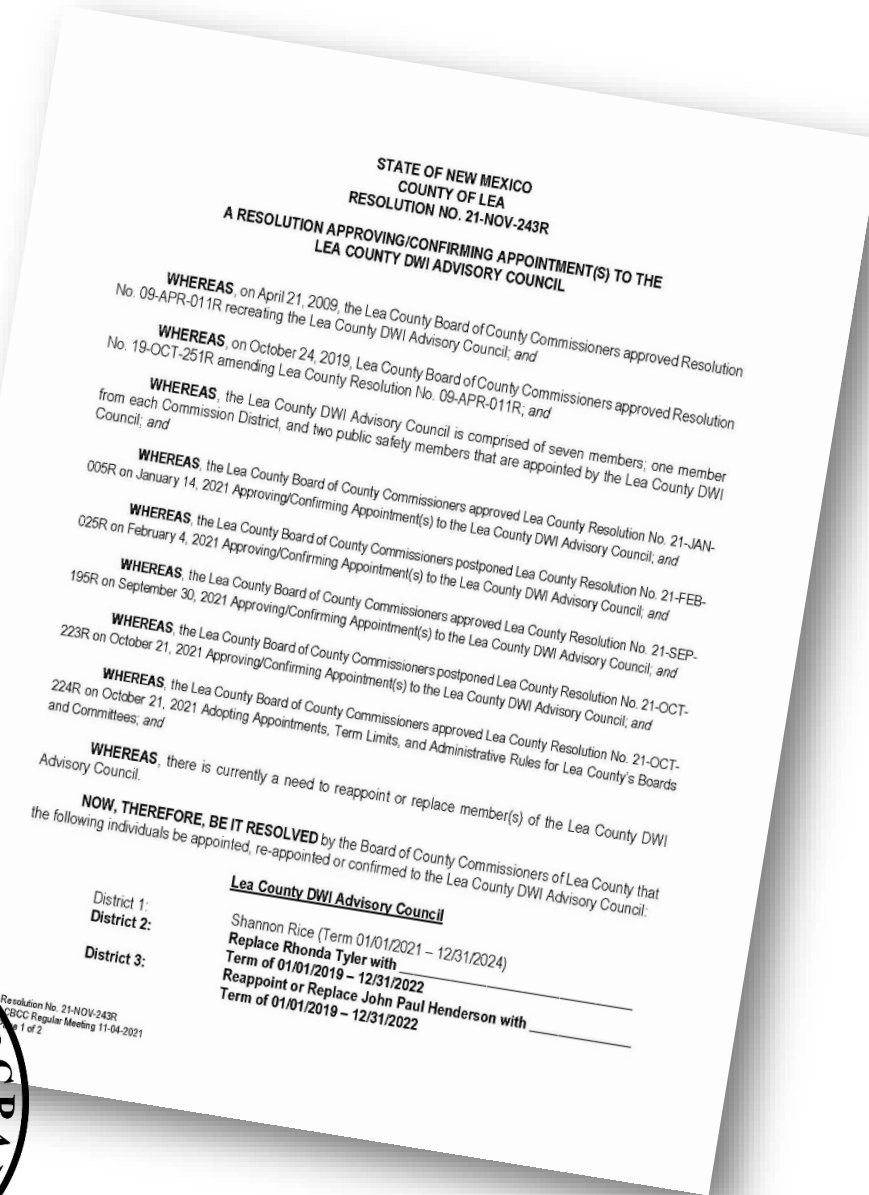 STATE OF NEW MEXICO
COUNTY OF LEA
RESOLUTION NO. 21-NOV-243R
A RESOLUTION APPROVING/CONFIRMING APPOINTMENT(S) TO THE
LEA COUNTY DWI ADVISORY COUNCIL
WHEREAS, on April 21, 2009, the Lea County Board of County Commissioners approved Resolution
No. 09-APR-011R recreating the Lea County DWI Advisory Council; and
WHEREAS, on October 24, 2019, Lea County Board of County Commissioners approved Resolution
No. 19-OCT-251R amending Lea County Resolution No. 09-APR-011R; and
WHEREAS, the Lea County DWI Advisory Council is comprised of seven members; one member
from each Commission District, and two public safety members that are appointed by the Lea County DWI
Council; and
WHEREAS, the Lea County Board of County Commissioners approved Lea County Resolution No. 21-JAN-
005R on January 14, 2021 Approving/Confirming Appointment(s) to the Lea County DWI Advisory Council; and
WHEREAS, the Lea County Board of County Commissioners postponed Lea County Resolution No. 21-FEB-
025R on February 4, 2021 Approving/Confirming Appointment(s) to the Lea County DWI Advisory Council; and
WHEREAS, the Lea County Board of County Commissioners approved Lea County Resolution No. 21-SEP-
195R on September 30, 2021 Approving/Confirming Appointment(s) to the Lea County DWI Advisory Council; and
WHEREAS, the Lea County Board of County Commissioners postponed Lea County Resolution No. 21-OCT-
223R on October 21, 2021 Approving/Confirming Appointment(s) to the Lea County DWI Advisory Council; and
WHEREAS, the Lea County Board of County Commissioners approved Lea County Resolution No. 21-OCT-
224R on October 21, 2021 Adopting Appointments, Term Limits, and Administrative Rules for Lea County's Boards
and Committees; and
WHEREAS, there is currently a need to reappoint or replace member(s) of the Lea County DWI
Advisory Council.
NOW, THEREFORE, BE IT RESOLVED by the Board of County Commissioners of Lea County that
the following individuals be appointed, re-appointed or confirmed to the Lea County DWI Advisory Council:
Lea County DWI Advisory Council
District 1: Shannon Rice (Term 01/01/2021 – 12/31/2024)
District 2: Replace Rhonda Tyler with ____________________
Term of 01/01/2019 – 12/31/2022
District 3: Reappoint or Replace John Paul Henderson with __________
Term of 01/01/2019 – 12/31/2022
Resolution No. 21-NOV-243R
CBCC Regular Meeting 11-04-2021
1 of 2